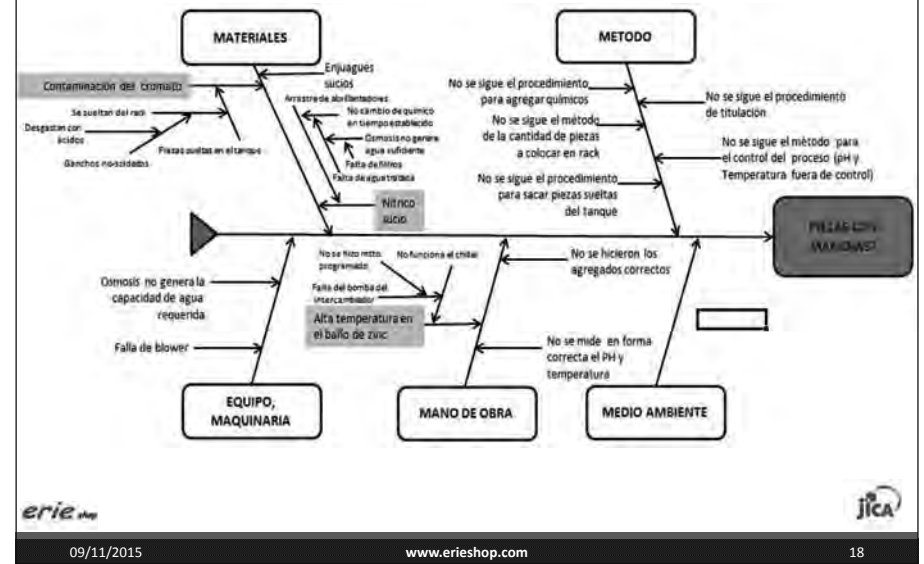 MATERIALES
METODO
Contaminación del cromato
Enjuagues
sucios
Arrastre de abrillantadores
No cambio de químico
en tiempo establecido
Osmosis no genera
agua suficiente
Falta de filtros
Falta de agua tratada
Se sueltan del rack
Desgastan con
ácidos
Ganchos no soldados
Piezas sueltas en el tanque
Nítrico
sucio
No se sigue el procedimiento
para agregar químicos
No se sigue el método
de la cantidad de piezas
a colocar en rack
No se sigue el procedimiento
para sacar piezas sueltas
del tanque
No se sigue el procedimiento
de titulación
No se sigue el método para
el control del proceso (pH y
Temperatura fuera de control)
PIEZAS CON
MANCHAS?
Osmosis no genera la
capacidad de agua
requerida
Falla de blower
No se hizo mtto.
programado
No funciona el chiller
Falla del bomba del
intercambiador
Alta temperatura en
el baño de zinc
No se hicieron los
agregados correctos
No se mide en forma
correcta el PH y
temperatura
EQUIPO,
MAQUINARIA
MANO DE OBRA
MEDIO AMBIENTE
erie shop
jica
09/11/2015
www.erieshop.com
18